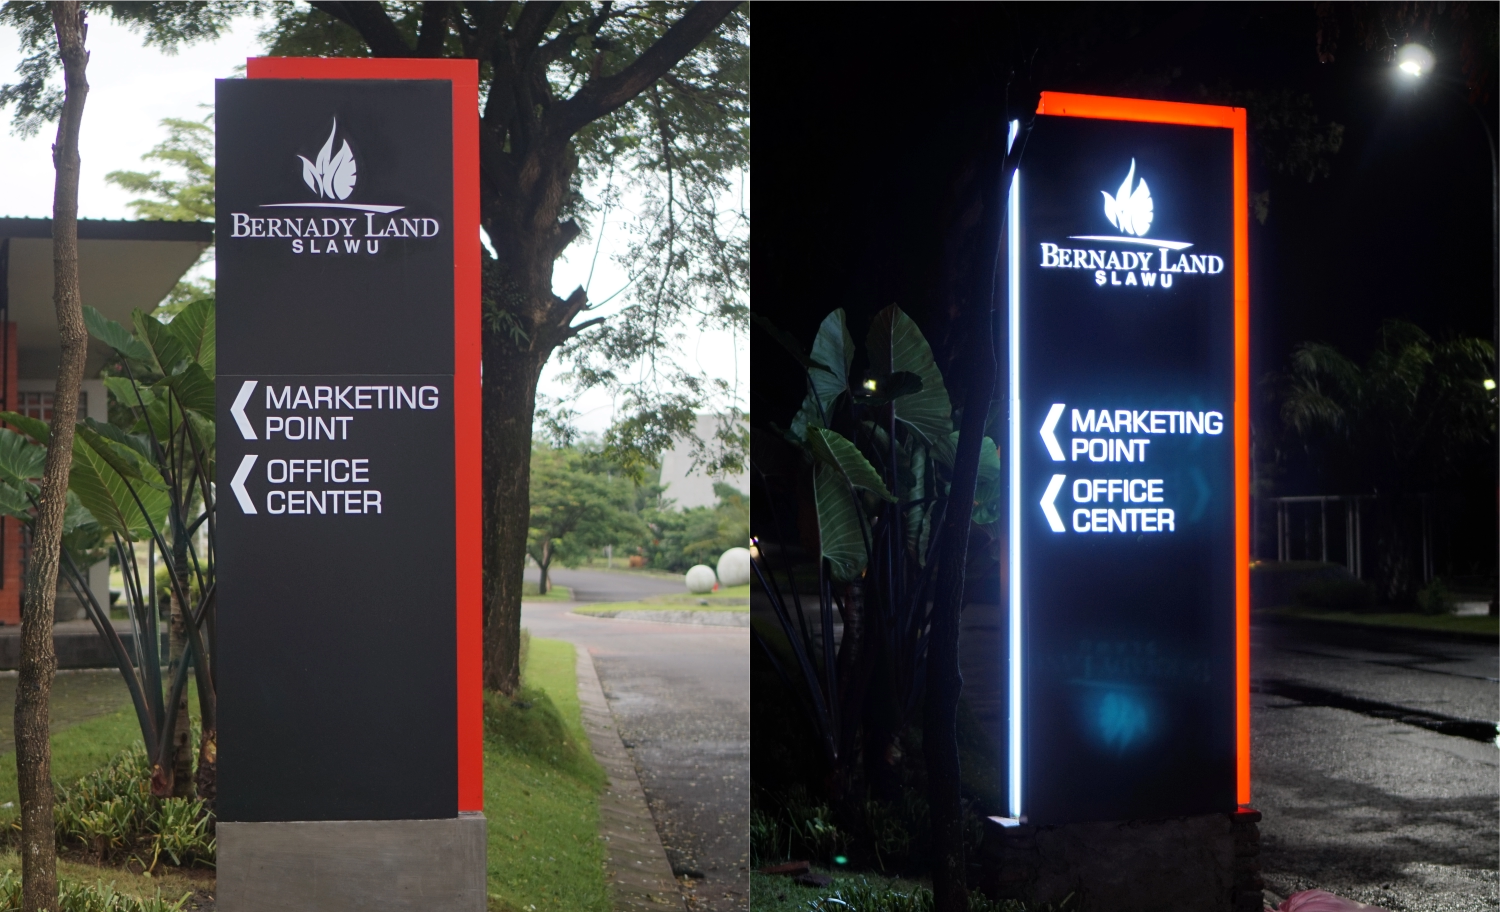 BERNADY LAND
SLAWU
MARKETING
POINT
OFFICE
CENTER
BERNADY LAND
SLAWU
MARKETING
POINT
OFFICE
CENTER